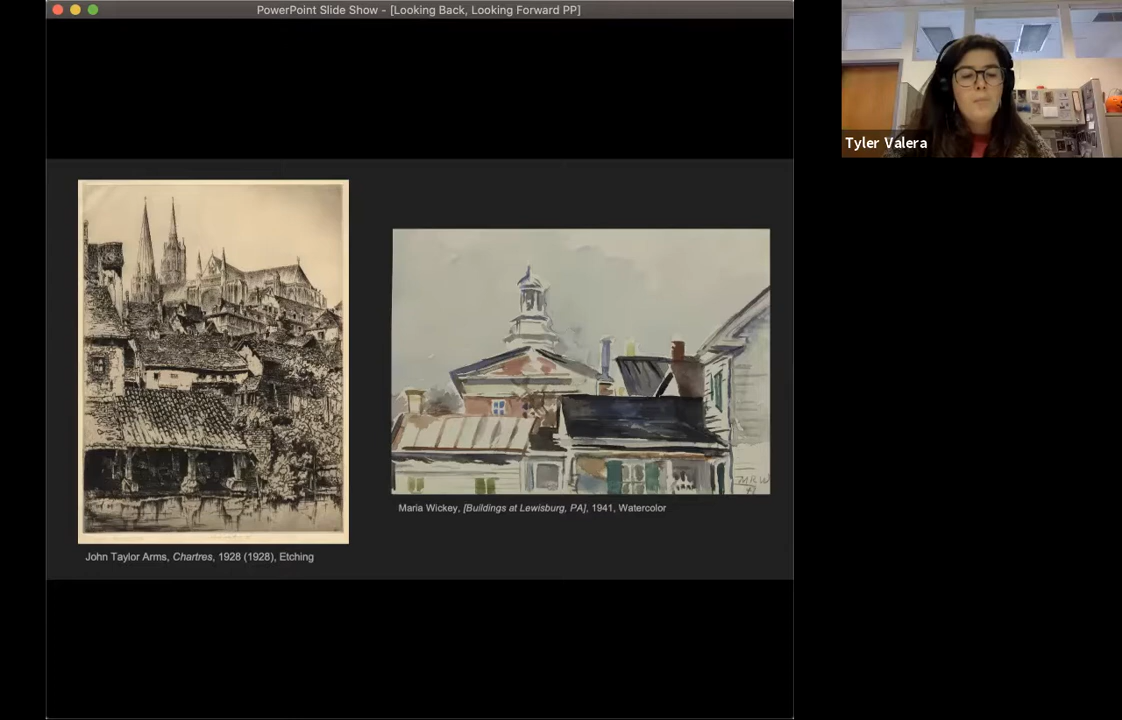 PowerPoint Slide Show - [Looking Back, Looking Forward PP]
Tyler Valera
MRW
Maria Wickey, [Buildings at Lewisburg, PA], 1941, Watercolor
John Taylor Arms, Chartres, 1928 (1928), Etching